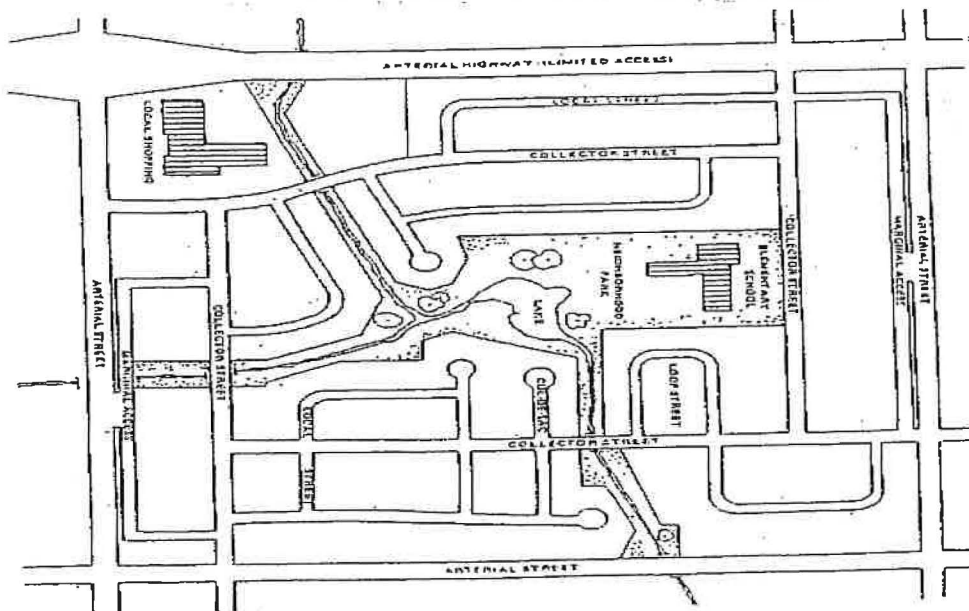 ARTERIAL HIGHWAY (LIMITED ACCESS)
LOCAL STREET
LOCAL SHOPPING
COLLECTOR STREET
COLLECTOR STREET
ARTERIAL STREET
MARGINAL ACCESS
ELEMENTARY
SCHOOL
NEIGHBORHOOD
PARK
LAKE
ARTERIAL STREET
COLLECTOR STREET
MARGINAL ACCESS
LOOP STREET
CUL-DE-SAC
LOCAL
STREET
COLLECTOR STREET
ARTERIAL STREET